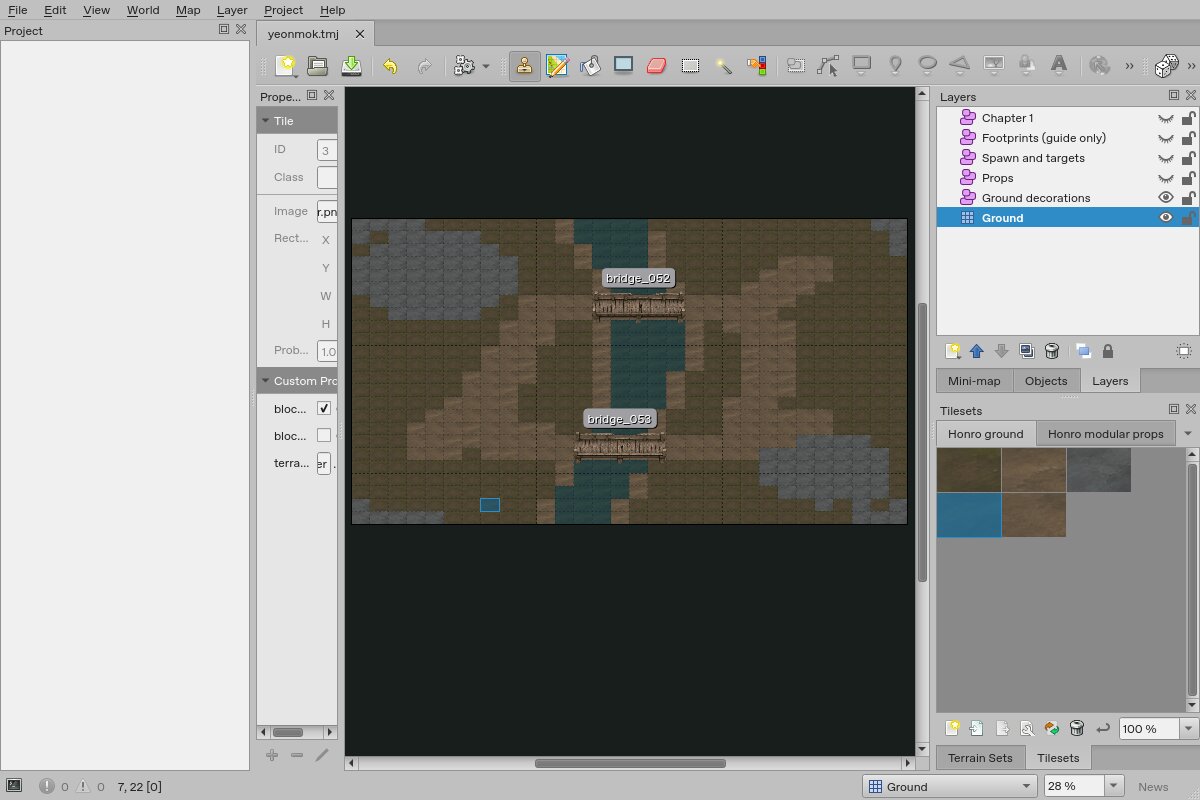 File Edit View World Map Layer Project Help
Project
yeonmok.tmj
Prope...
Tile
ID 3
Class
Image r.pn
Rect... X
Y
W
H
Prob... 1.0
Custom Pro
bloc...
bloc...
terra... er
bridge_052
bridge_053
Layers
Chapter 1
Footprints (guide only)
Spawn and targets
Props
Ground decorations
Ground
Mini-map Objects Layers
Tilesets
Honro ground Honro modular props
100 %
Terrain Sets Tilesets
0 0 7, 22 [0] Ground 28 % News